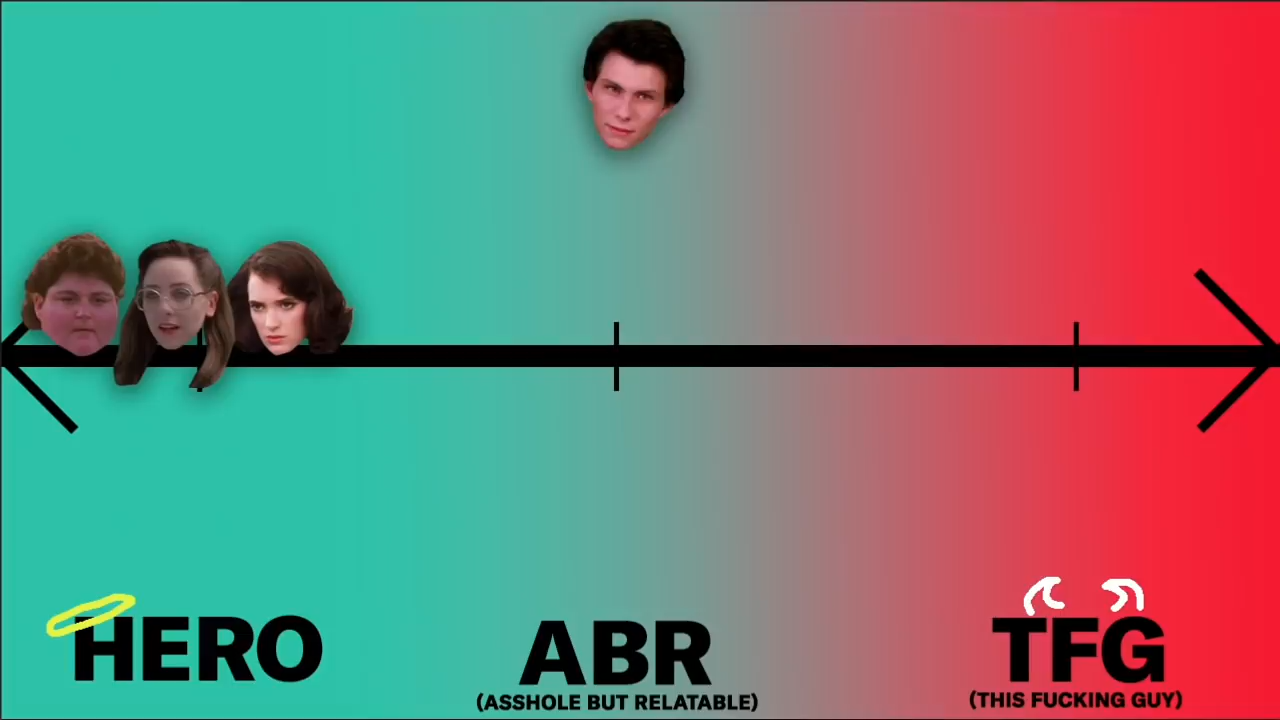 HERO
ABR
(ASSHOLE BUT RELATABLE)
TFG
(THIS FUCKING GUY)